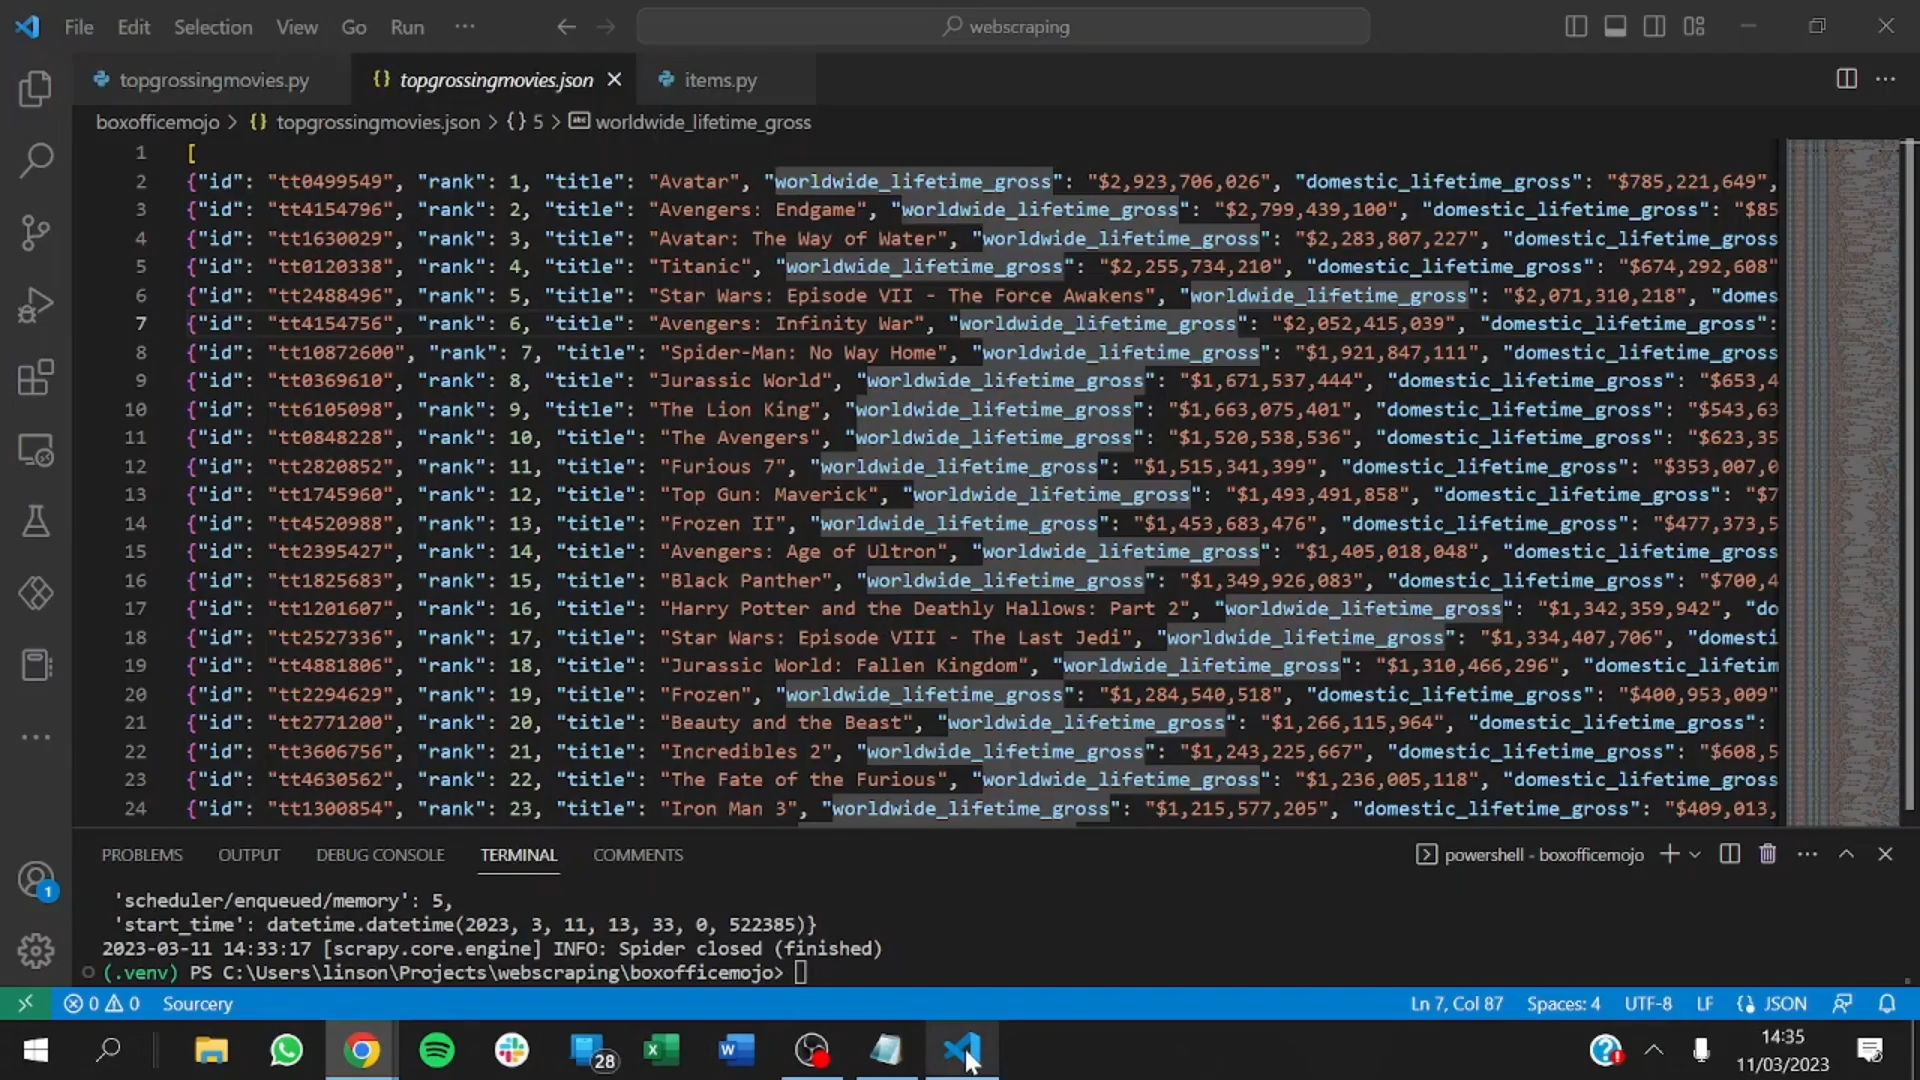 File Edit Selection View Go Run ··· webscraping
topgrossingmovies.py topgrossingmovies.json items.py
boxofficemojo > {} topgrossingmovies.json > {} 5 > abc worldwide_lifetime_gross
1 [
2 {"id": "tt0499549", "rank": 1, "title": "Avatar", "worldwide_lifetime_gross": "$2,923,706,026", "domestic_lifetime_gross": "$785,221,649",
3 {"id": "tt4154796", "rank": 2, "title": "Avengers: Endgame", "worldwide_lifetime_gross": "$2,799,439,100", "domestic_lifetime_gross": "$85
4 {"id": "tt1630029", "rank": 3, "title": "Avatar: The Way of Water", "worldwide_lifetime_gross": "$2,283,807,227", "domestic_lifetime_gross
5 {"id": "tt0120338", "rank": 4, "title": "Titanic", "worldwide_lifetime_gross": "$2,255,734,210", "domestic_lifetime_gross": "$674,292,608"
6 {"id": "tt2488496", "rank": 5, "title": "Star Wars: Episode VII - The Force Awakens", "worldwide_lifetime_gross": "$2,071,310,218", "domes
7 {"id": "tt4154756", "rank": 6, "title": "Avengers: Infinity War", "worldwide_lifetime_gross": "$2,052,415,039", "domestic_lifetime_gross":
8 {"id": "tt10872600", "rank": 7, "title": "Spider-Man: No Way Home", "worldwide_lifetime_gross": "$1,921,847,111", "domestic_lifetime_gross
9 {"id": "tt0369610", "rank": 8, "title": "Jurassic World", "worldwide_lifetime_gross": "$1,671,537,444", "domestic_lifetime_gross": "$653,4
10 {"id": "tt6105098", "rank": 9, "title": "The Lion King", "worldwide_lifetime_gross": "$1,663,075,401", "domestic_lifetime_gross": "$543,63
11 {"id": "tt0848228", "rank": 10, "title": "The Avengers", "worldwide_lifetime_gross": "$1,520,538,536", "domestic_lifetime_gross": "$623,35
12 {"id": "tt2820852", "rank": 11, "title": "Furious 7", "worldwide_lifetime_gross": "$1,515,341,399", "domestic_lifetime_gross": "$353,007,0
13 {"id": "tt1745960", "rank": 12, "title": "Top Gun: Maverick", "worldwide_lifetime_gross": "$1,493,491,858", "domestic_lifetime_gross": "$7
14 {"id": "tt4520988", "rank": 13, "title": "Frozen II", "worldwide_lifetime_gross": "$1,453,683,476", "domestic_lifetime_gross": "$477,373,5
15 {"id": "tt2395427", "rank": 14, "title": "Avengers: Age of Ultron", "worldwide_lifetime_gross": "$1,405,018,048", "domestic_lifetime_gross
16 {"id": "tt1825683", "rank": 15, "title": "Black Panther", "worldwide_lifetime_gross": "$1,349,926,083", "domestic_lifetime_gross": "$700,4
17 {"id": "tt1201607", "rank": 16, "title": "Harry Potter and the Deathly Hallows: Part 2", "worldwide_lifetime_gross": "$1,342,359,942", "do
18 {"id": "tt2527336", "rank": 17, "title": "Star Wars: Episode VIII - The Last Jedi", "worldwide_lifetime_gross": "$1,334,407,706", "domesti
19 {"id": "tt4881806", "rank": 18, "title": "Jurassic World: Fallen Kingdom", "worldwide_lifetime_gross": "$1,310,466,296", "domestic_lifetim
20 {"id": "tt2294629", "rank": 19, "title": "Frozen", "worldwide_lifetime_gross": "$1,284,540,518", "domestic_lifetime_gross": "$400,953,009"
21 {"id": "tt2771200", "rank": 20, "title": "Beauty and the Beast", "worldwide_lifetime_gross": "$1,266,115,964", "domestic_lifetime_gross":
22 {"id": "tt3606756", "rank": 21, "title": "Incredibles 2", "worldwide_lifetime_gross": "$1,243,225,667", "domestic_lifetime_gross": "$608,5
23 {"id": "tt4630562", "rank": 22, "title": "The Fate of the Furious", "worldwide_lifetime_gross": "$1,236,005,118", "domestic_lifetime_gross
24 {"id": "tt1300854", "rank": 23, "title": "Iron Man 3", "worldwide_lifetime_gross": "$1,215,577,205", "domestic_lifetime_gross": "$409,013,
PROBLEMS OUTPUT DEBUG CONSOLE TERMINAL COMMENTS powershell - boxofficemojo
'scheduler/enqueued/memory': 5,
'start_time': datetime.datetime(2023, 3, 11, 13, 33, 0, 522385)}
2023-03-11 14:33:17 [scrapy.core.engine] INFO: Spider closed (finished)
(.venv) PS C:\Users\linson\Projects\webscraping\boxofficemojo>
1
0 0 Sourcery Ln 7, Col 87 Spaces: 4 UTF-8 LF {} JSON
28
14:35
11/03/2023